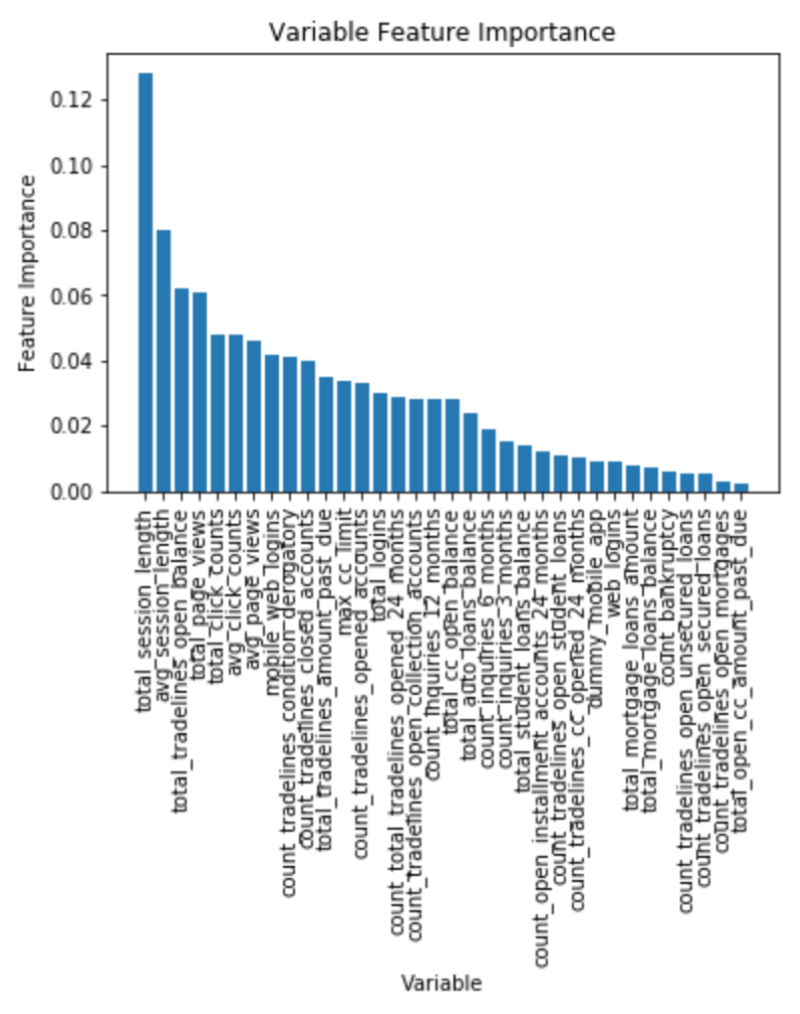 Variable Feature Importance
Feature Importance
0.12
0.10
0.08
0.06
0.04
0.02
0.00
total_session_length
avg_session_length
total_tradelines_open_balance
total_page_views
total_click_counts
avg_click_counts
avg_page_views
mobile_web_logins
count_tradelines_condition_derogatory
count_tradelines_closed_accounts
total_tradelines_amount_past_due
max_cc_limit
count_tradelines_opened_accounts
total_logins
count_total_tradelines_opened_24_months
count_tradelines_open_collection_accounts
count_inquiries_12_months
total_cc_open_balance
total_auto_loans_balance
count_inquiries_6_months
count_inquiries_3_months
total_student_loans_balance
count_open_installment_accounts_24_months
count_tradelines_open_student_loans
count_tradelines_cc_opened_24_months
dummy_mobile_app
web_logins
total_mortgage_loans_amount
total_mortgage_loans_balance
count_bankruptcy
count_tradelines_open_unsecured_loans
count_tradelines_open_secured_loans
count_tradelines_open_mortgages
total_open_cc_amount_past_due
Variable